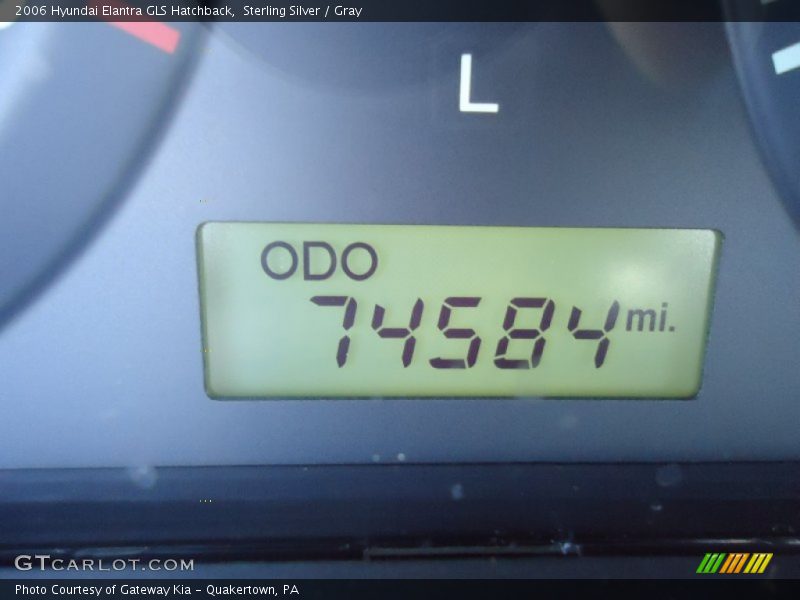 2006 Hyundai Elantra GLS Hatchback,  Sterling Silver / Gray
L
ODO
74584 mi.
GTCARLOT.COM
Photo Courtesy of Gateway Kia - Quakertown, PA